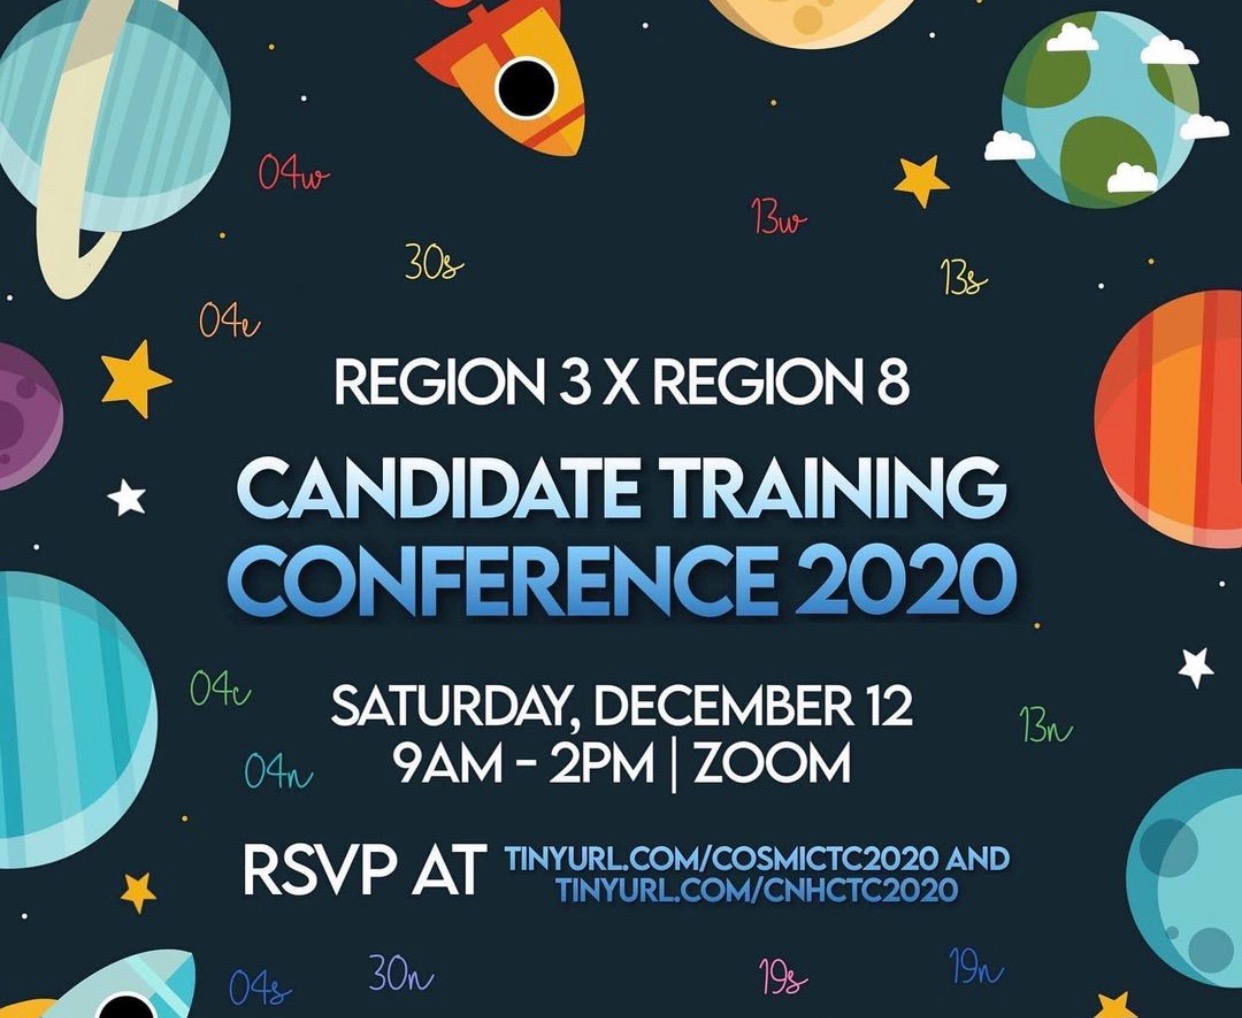 04w
13w
30s
13s
04e
REGION 3 X REGION 8
CANDIDATE TRAINING
CONFERENCE 2020
04c
SATURDAY, DECEMBER 12
13n
9AM - 2PM | ZOOM
04n
RSVP AT TINYURL.COM/COSMICTC2020 AND
TINYURL.COM/CNHCTC2020
04s
30n
19s
19n